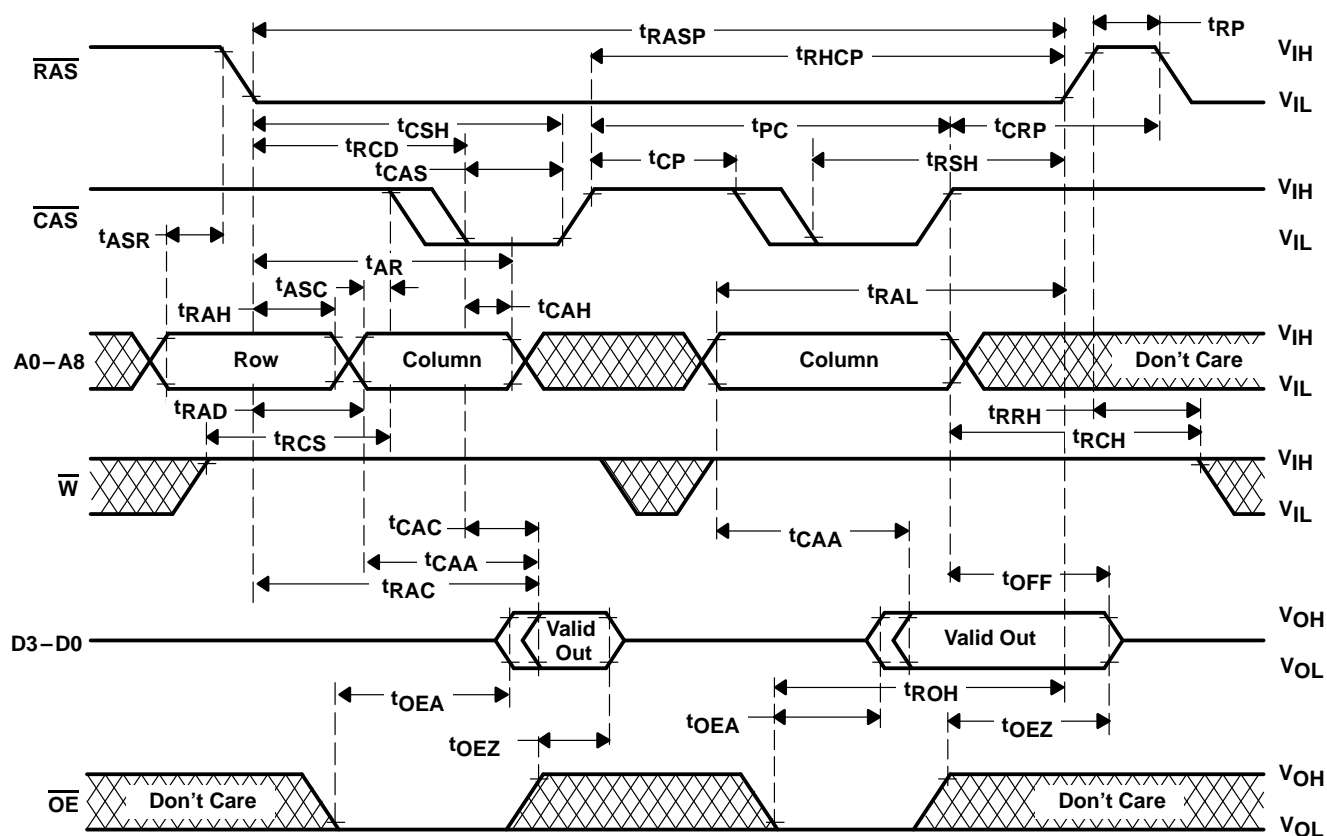 tRASP
tRP
RAS
tRHCP
VIH
VIL
tCSH
tPC
tCRP
tRCD
tCAS
tCP
tRSH
CAS
VIH
VIL
tASR
tAR
tASC
tRAH
tCAH
tRAL
A0–A8
Row
Column
Column
Don't Care
VIH
VIL
tRAD
tRCS
tRRH
tRCH
W
VIH
VIL
tCAC
tCAA
tCAA
tRAC
tOFF
D3–D0
Valid
Out
Valid Out
VOH
VOL
tOEA
tROH
tOEA
tOEZ
tOEZ
OE
Don't Care
Don't Care
VOH
VOL